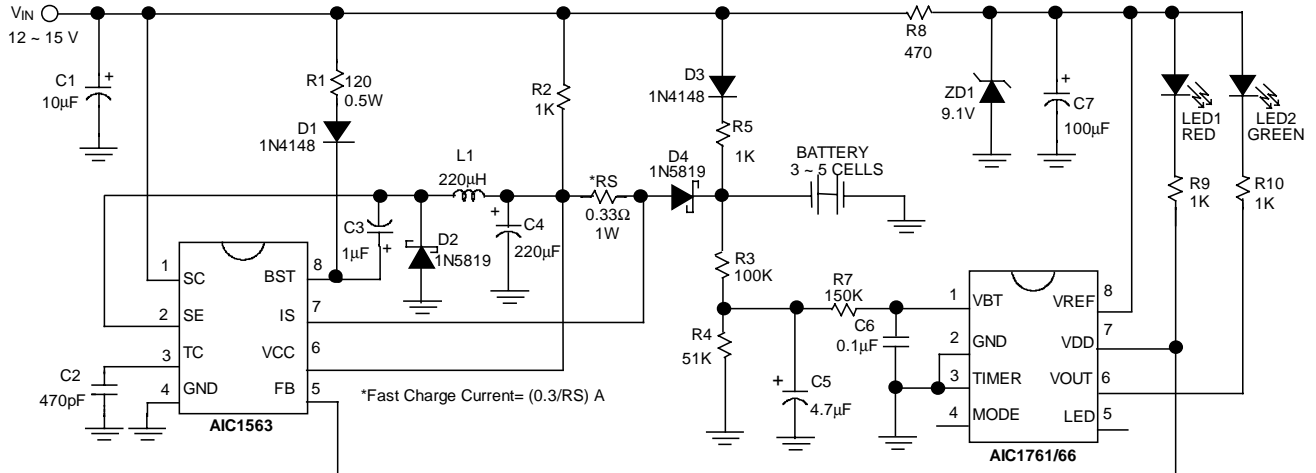 VIN
12 ~ 15 V
C1
10µF
+
R1
120
0.5W
D1
1N4148
R2
1K
D3
1N4148
R5
1K
R8
470
ZD1
9.1V
+
C7
100µF
LED1
RED
LED2
GREEN
R9
1K
R10
1K
L1
220µH
*RS
0.33Ω
1W
D4
1N5819
BATTERY
3 ~ 5 CELLS
C3
1µF
+
D2
1N5819
+
C4
220µF
R3
100K
R7
150K
R4
51K
C6
0.1µF
+
C5
4.7µF
C2
470pF
1 SC BST 8
2 SE IS 7
3 TC VCC 6
4 GND FB 5
AIC1563
*Fast Charge Current= (0.3/RS) A
1 VBT VREF 8
2 GND VDD 7
3 TIMER VOUT 6
4 MODE LED 5
AIC1761/66